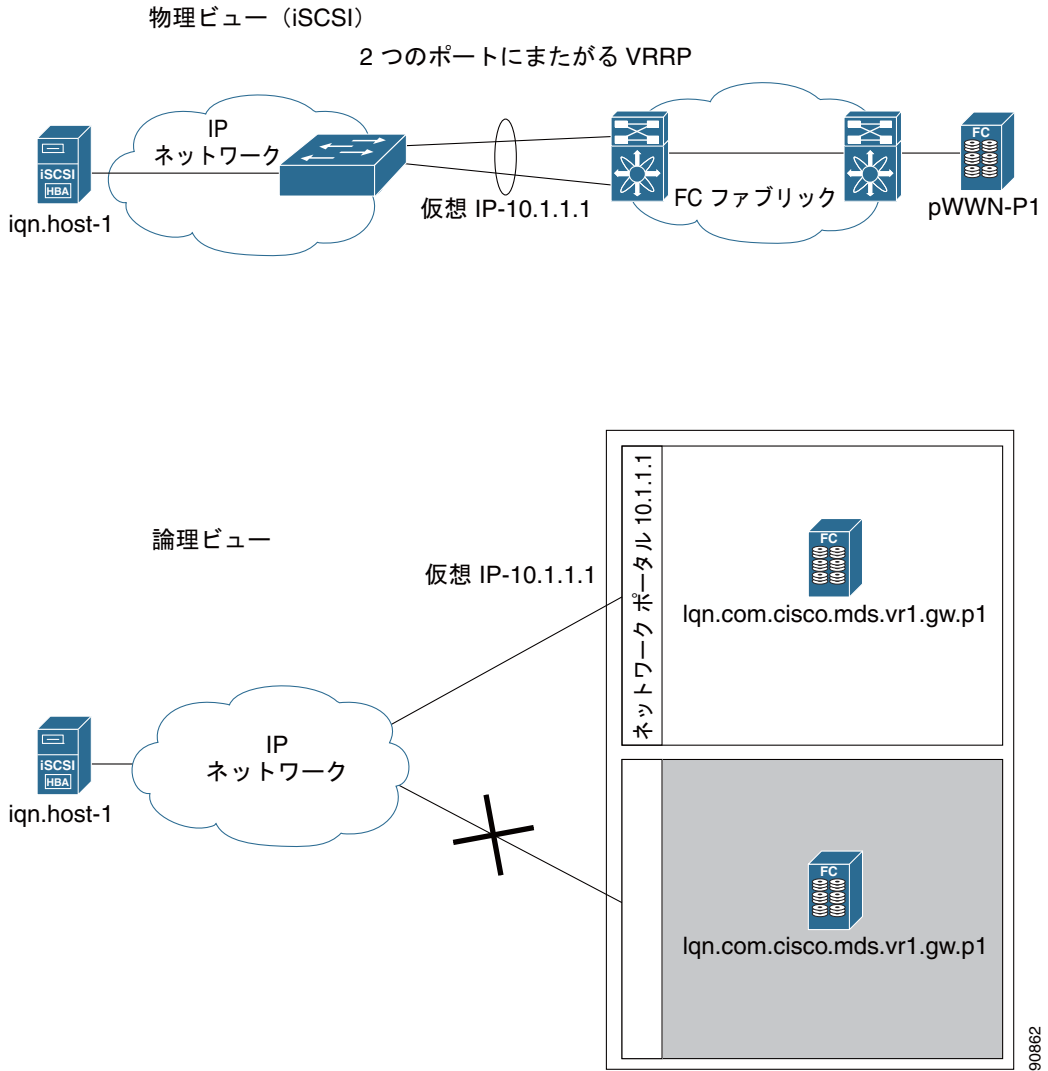 物理ビュー（iSCSI）
2 つのポートにまたがる VRRP
IP
ネットワーク
iSCSI
HBA
iqn.host-1
仮想 IP-10.1.1.1
FC ファブリック
FC
pWWN-P1
論理ビュー
仮想 IP-10.1.1.1
ネットワーク ポータル 10.1.1.1
FC
lqn.com.cisco.mds.vr1.gw.p1
iSCSI
HBA
iqn.host-1
IP
ネットワーク
FC
lqn.com.cisco.mds.vr1.gw.p1
90862